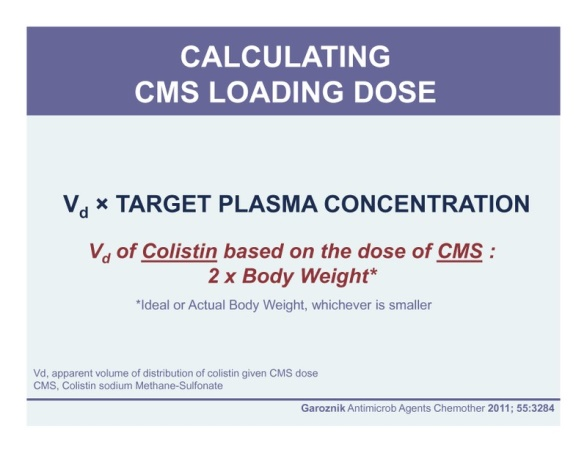 CALCULATING
CMS LOADING DOSE
Vd × TARGET PLASMA CONCENTRATION
Vd of Colistin based on the dose of CMS :
2 x Body Weight*
*Ideal or Actual Body Weight, whichever is smaller
Vd, apparent volume of distribution of colistin given CMS dose
CMS, Colistin sodium Methane-Sulfonate
Garoznik Antimicrob Agents Chemother 2011; 55:3284